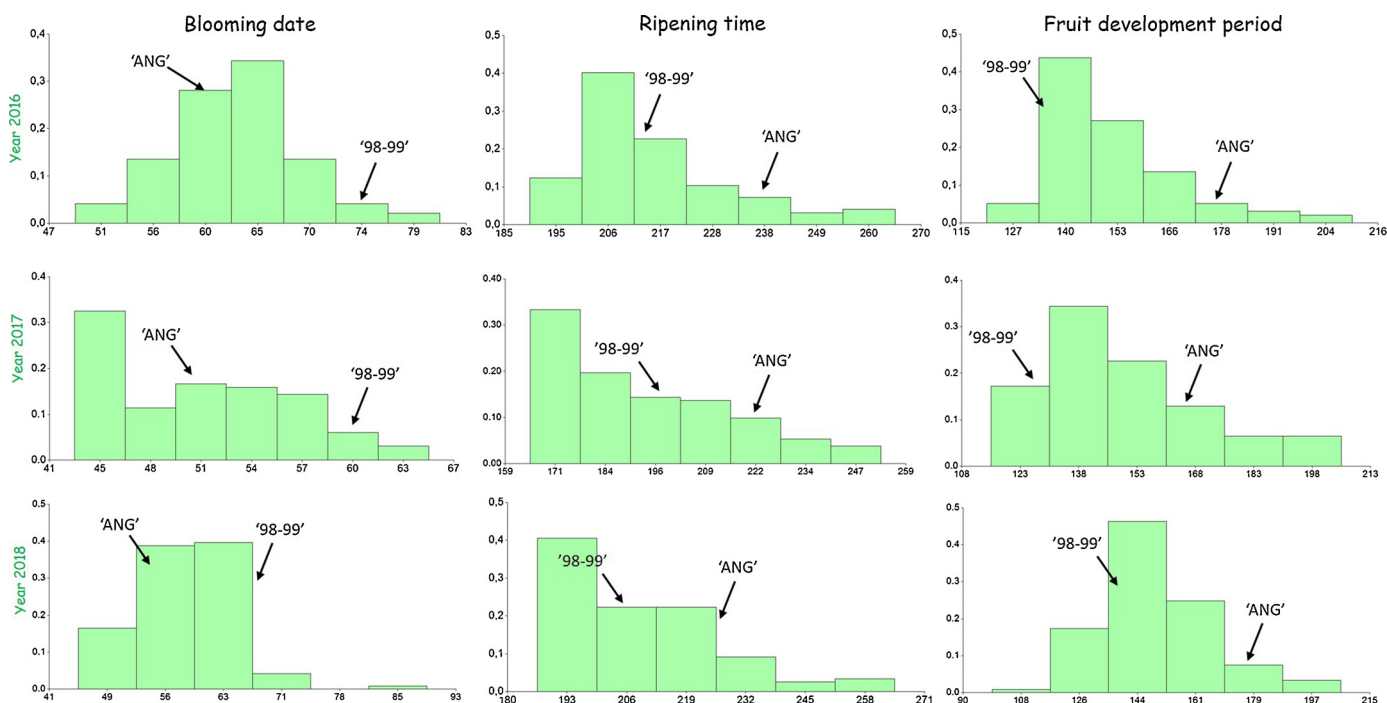 Blooming date
Ripening time
Fruit development period
Year 2016
0,4
0,3
0,2
0,1
0,0
47 51 56 60 65 70 74 79 83
‘ANG’
‘98-99’
0,5
0,4
0,3
0,2
0,1
0,0
185 195 206 217 228 238 249 260 270
‘98-99’
‘ANG’
0,5
0,4
0,3
0,2
0,1
0,0
115 127 140 153 166 178 191 204 216
‘98-99’
‘ANG’
Year 2017
0.4
0.3
0.2
0.1
0.0
41 45 48 51 54 57 60 63 67
‘ANG’
‘98-99’
0.40
0.30
0.20
0.10
0.00
159 171 184 196 209 222 234 247 259
’98-99’
‘ANG’
0.4
0.3
0.2
0.1
0.0
108 123 138 153 168 183 198 213
’98-99’
‘ANG’
Year 2018
0.5
0.4
0.3
0.2
0.1
0.0
41 49 56 63 71 78 85 93
‘ANG’
‘98-99’
0,5
0,4
0,3
0,2
0,1
0,0
180 193 206 219 232 245 258 271
’98-99’
‘ANG’
0.5
0.4
0.3
0.2
0.1
0.0
90 108 126 144 161 179 197 215
’98-99’
‘ANG’